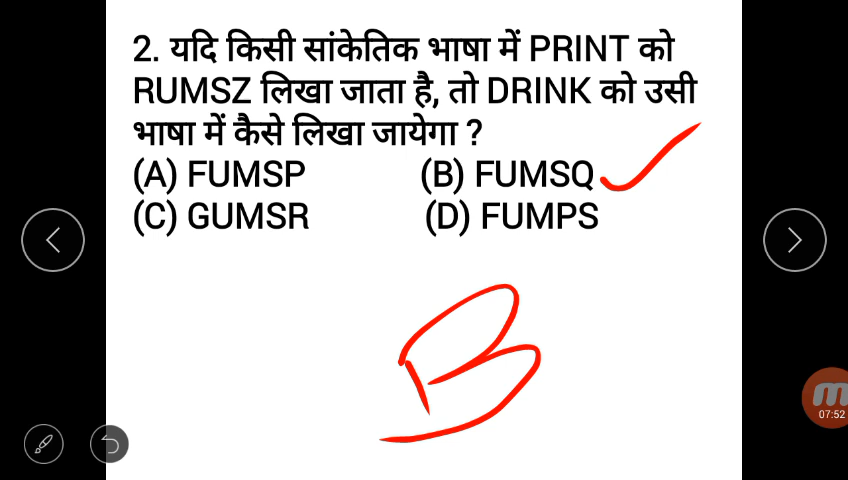 2. यदि किसी सांकेतिक भाषा में PRINT को
RUMSZ लिखा जाता है, तो DRINK को उसी
भाषा में कैसे लिखा जायेगा ?
(A) FUMSP (B) FUMSQ
(C) GUMSR (D) FUMPS
B
m
07:52